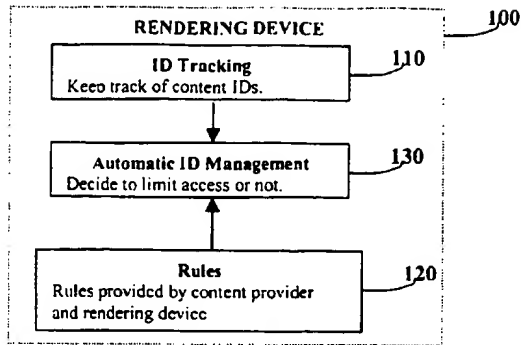 RENDERING DEVICE
100
ID Tracking
Keep track of content IDs.
110
Automatic ID Management
Decide to limit access or not.
130
Rules
Rules provided by content provider
and rendering device
120